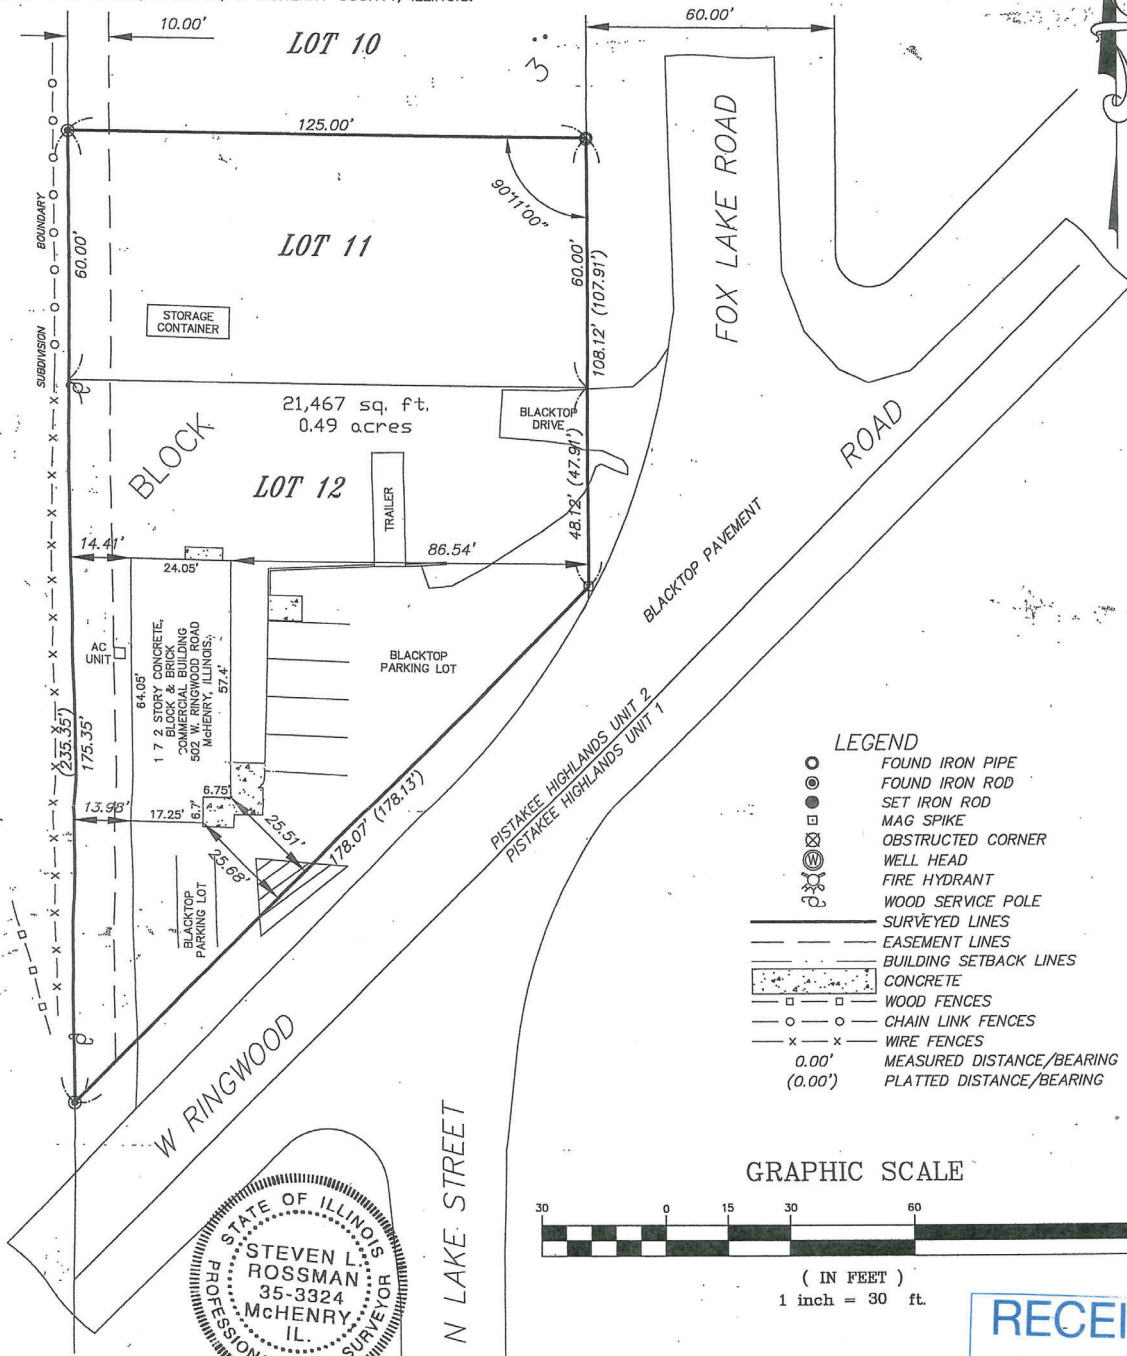 10.00'
LOT 10
60.00'
3
125.00'
90°11'00"
FOX LAKE ROAD
BOUNDARY
SUBDIVISION
60.00'
LOT 11
60.00'
108.12' (107.91')
STORAGE
CONTAINER
21,467 sq. ft.
0.49 acres
BLACKTOP
DRIVE
BLOCK
LOT 12
TRAILER
48.12' (47.91')
ROAD
14.41'
24.05'
86.54'
BLACKTOP PAVEMENT
AC
UNIT
64.05'
1 7 2 STORY CONCRETE,
BLOCK & BRICK
COMMERCIAL BUILDING
502 W. RINGWOOD ROAD
McHENRY, ILLINOIS.
57.4'
BLACKTOP
PARKING LOT
(235.35')
175.35'
13.98'
17.25'
6.7'
6.75'
25.51'
25.68'
178.07' (178.13')
PISTAKEE HIGHLANDS UNIT 2
PISTAKEE HIGHLANDS UNIT 1
BLACKTOP
PARKING LOT
LEGEND
FOUND IRON PIPE
FOUND IRON ROD
SET IRON ROD
MAG SPIKE
OBSTRUCTED CORNER
W WELL HEAD
FIRE HYDRANT
WOOD SERVICE POLE
SURVEYED LINES
EASEMENT LINES
BUILDING SETBACK LINES
CONCRETE
WOOD FENCES
CHAIN LINK FENCES
x x WIRE FENCES
0.00' MEASURED DISTANCE/BEARING
(0.00') PLATTED DISTANCE/BEARING
W RINGWOOD
N LAKE STREET
STATE OF ILLINOIS
STEVEN L.
ROSSMAN
35-3324
McHENRY,
IL.
PROFESSION
SURVEYOR
GRAPHIC SCALE
30 0 15 30 60
( IN FEET )
1 inch = 30 ft.
RECEI